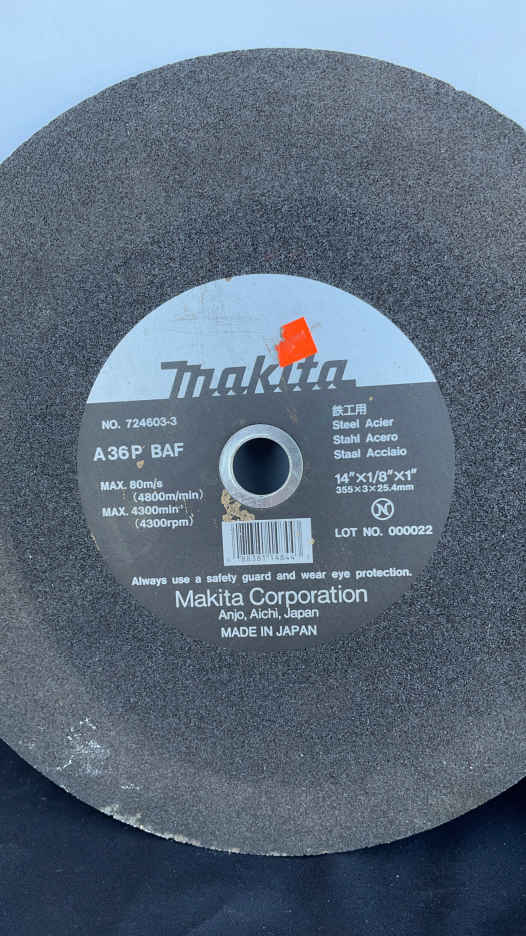 makita
NO. 724603-3
A36P BAF
MAX. 80m/s
(4800m/min)
MAX. 4300min⁻¹
(4300rpm)
鉄工用
Steel Acier
Stahl Acero
Staal Acciaio
14"×1/8"×1"
355×3×25.4mm
N
LOT NO. 000022
Always use a safety guard and wear eye protection.
Makita Corporation
Anjo, Aichi, Japan
MADE IN JAPAN